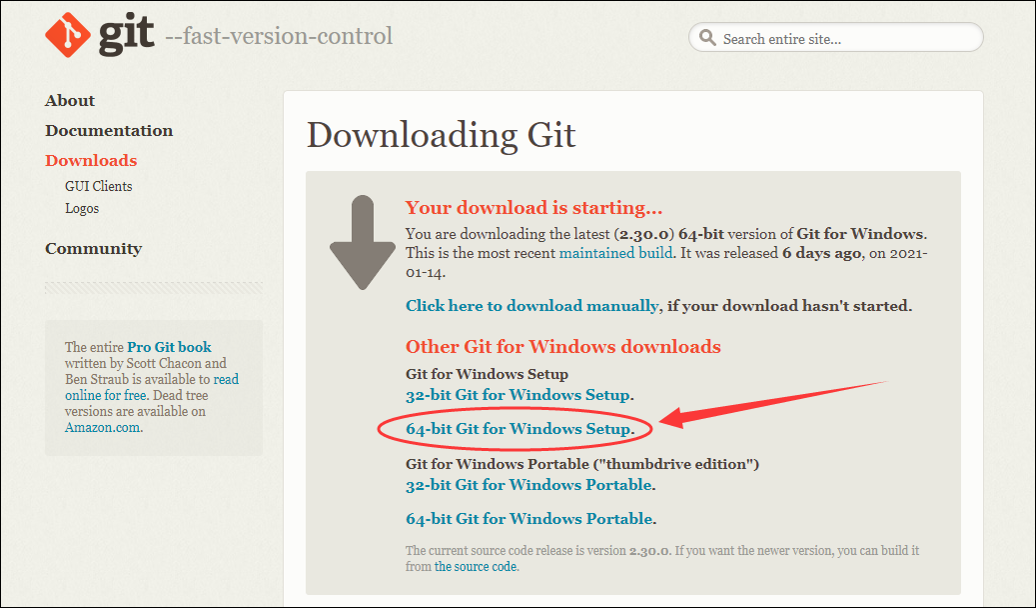 git --fast-version-control
Search entire site...
About
Documentation
Downloads
GUI Clients
Logos
Community
The entire Pro Git book
written by Scott Chacon and
Ben Straub is available to read
online for free. Dead tree
versions are available on
Amazon.com.
Downloading Git
Your download is starting...
You are downloading the latest (2.30.0) 64-bit version of Git for Windows.
This is the most recent maintained build. It was released 6 days ago, on 2021-
01-14.
Click here to download manually, if your download hasn't started.
Other Git for Windows downloads
Git for Windows Setup
32-bit Git for Windows Setup.
64-bit Git for Windows Setup.
Git for Windows Portable ("thumbdrive edition")
32-bit Git for Windows Portable.
64-bit Git for Windows Portable.
The current source code release is version 2.30.0. If you want the newer version, you can build it
from the source code.